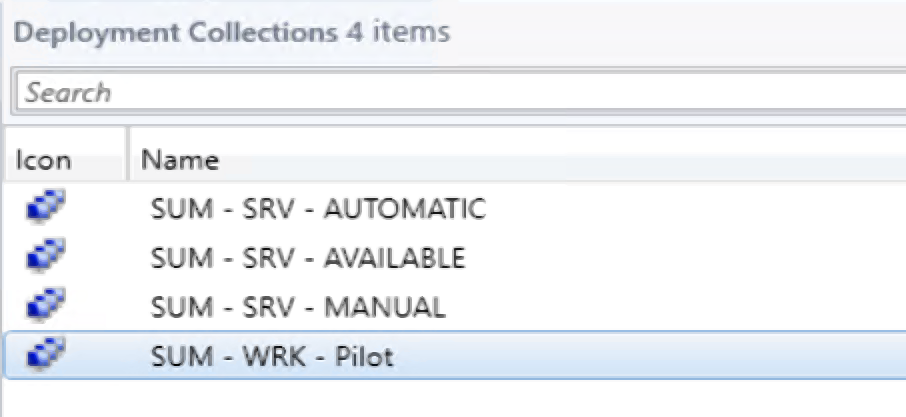 Deployment Collections 4 items
Search
Icon Name
SUM - SRV - AUTOMATIC
SUM - SRV - AVAILABLE
SUM - SRV - MANUAL
SUM - WRK - Pilot